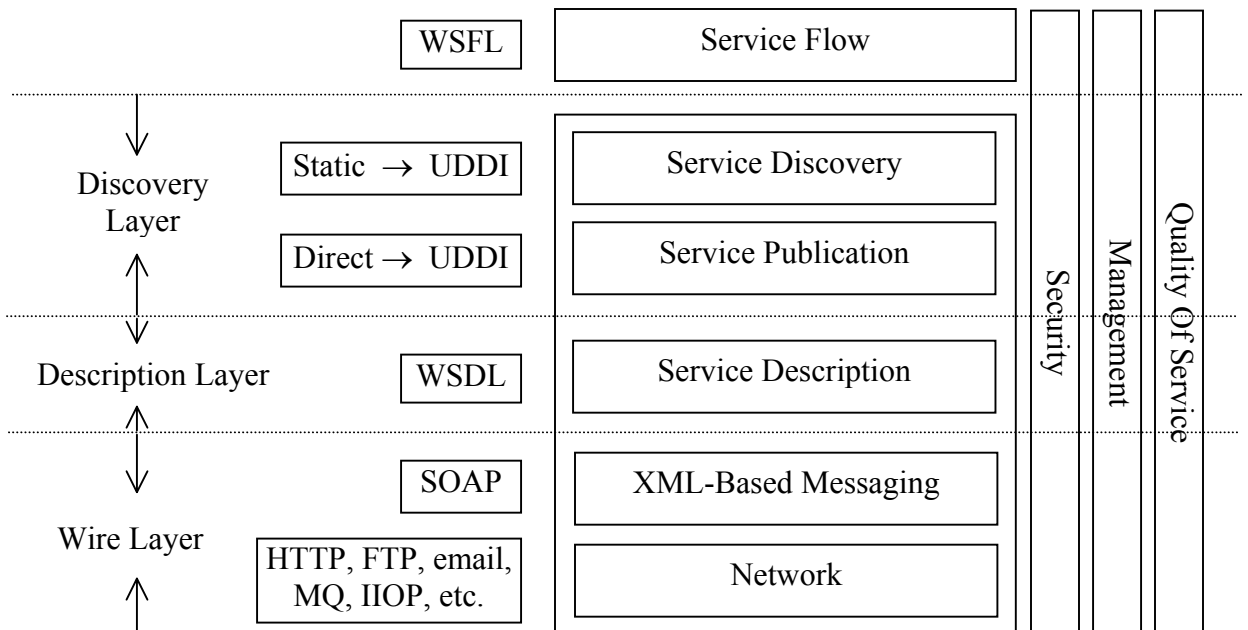 WSFL
Service Flow
Static → UDDI
Service Discovery
Discovery
Layer
Direct → UDDI
Service Publication
Description Layer
WSDL
Service Description
SOAP
XML-Based Messaging
Wire Layer
HTTP, FTP, email,
MQ, IIOP, etc.
Network
Security
Management
Quality Of Service